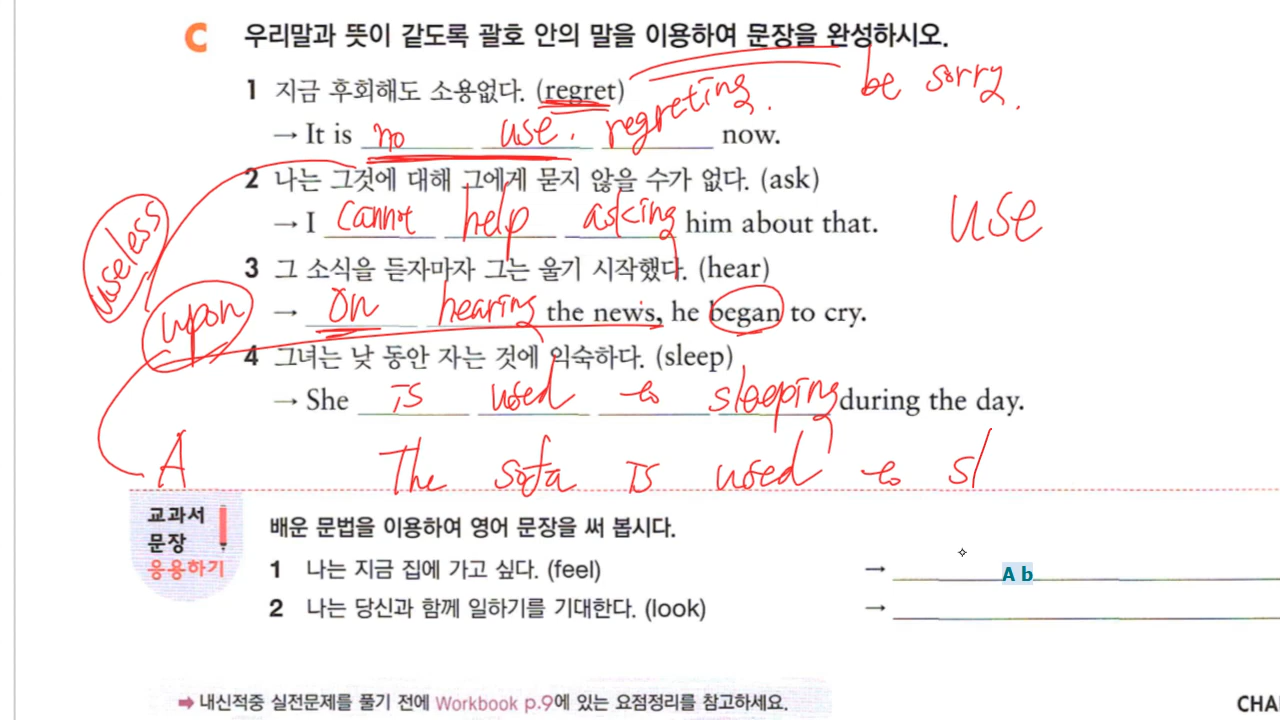 C 우리말과 뜻이 같도록 괄호 안의 말을 이용하여 문장을 완성하시오.
1 지금 후회해도 소용없다. (regret) be sorry.
→ It is no use. regreting. now.
2 나는 그것에 대해 그에게 묻지 않을 수가 없다. (ask)
→ I cannot help asking him about that. use
useless
3 그 소식을 듣자마자 그는 울기 시작했다. (hear)
upon → on hearing the news, he began to cry.
4 그녀는 낮 동안 자는 것에 익숙하다. (sleep)
→ She is used to sleeping during the day.
A The sofa is used to sl
교과서 문장 응용하기
배운 문법을 이용하여 영어 문장을 써 봅시다.
1 나는 지금 집에 가고 싶다. (feel) → A b
2 나는 당신과 함께 일하기를 기대한다. (look) →
➡ 내신적중 실전문제를 풀기 전에 Workbook p.9에 있는 요점정리를 참고하세요.
CHA